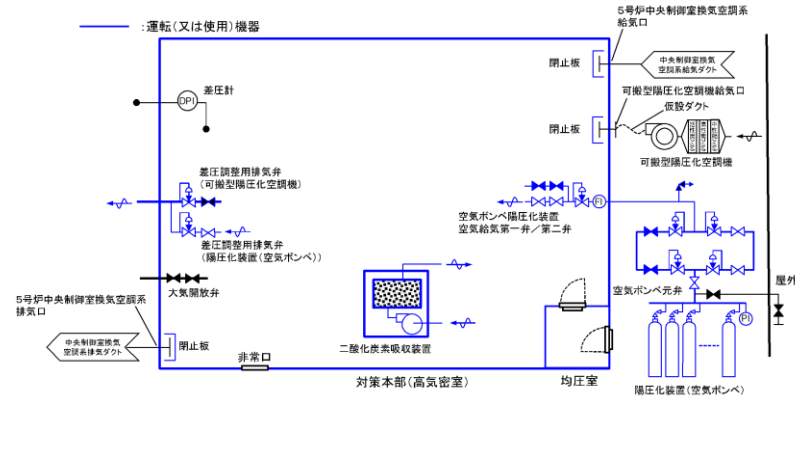 ：運転（又は使用）機器
5号炉中央制御室換気空調系
給気口
閉止板
中央制御室換気
空調系給気ダクト
差圧計
DPI
可搬型陽圧化空調機給気口
仮設ダクト
閉止板
可搬型陽圧化空調機
差圧調整用排気弁
（可搬型陽圧化空調機）
FI
空気ボンベ陽圧化装置
空気給気第一弁／第二弁
差圧調整用排気弁
（陽圧化装置（空気ボンベ））
大気開放弁
空気ボンベ元弁
屋外
5号炉中央制御室換気空調系
排気口
PI
中央制御室換気
空調系排気ダクト
閉止板
二酸化炭素吸収装置
非常口
対策本部（高気密室）
均圧室
陽圧化装置（空気ボンベ）